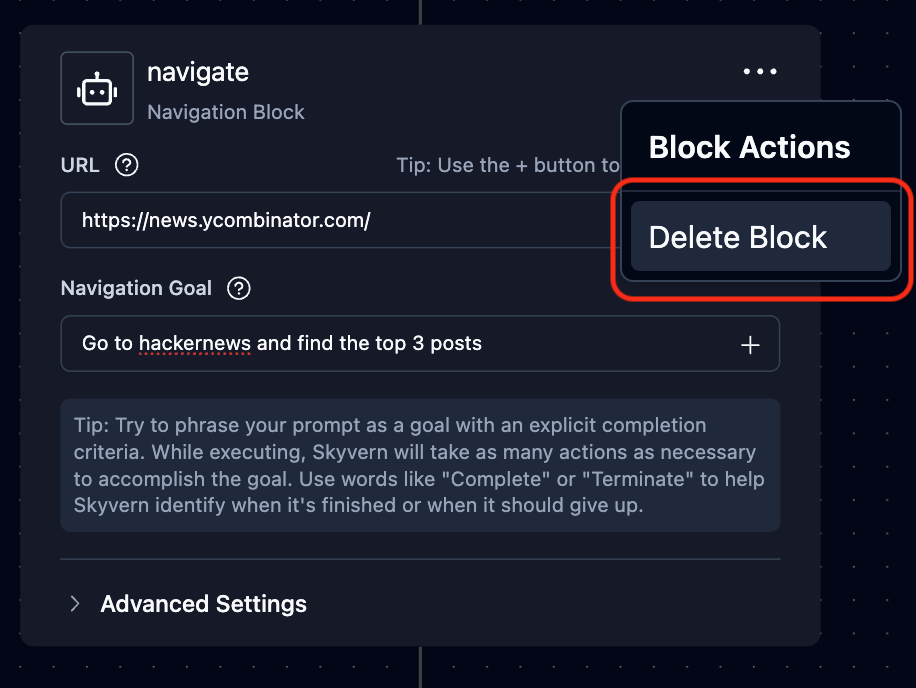 navigate
Navigation Block
Block Actions
URL
Tip: Use the + button to
Delete Block
https://news.ycombinator.com/
Navigation Goal
Go to hackernews and find the top 3 posts
Tip: Try to phrase your prompt as a goal with an explicit completion
criteria. While executing, Skyvern will take as many actions as necessary
to accomplish the goal. Use words like "Complete" or "Terminate" to help
Skyvern identify when it's finished or when it should give up.
Advanced Settings